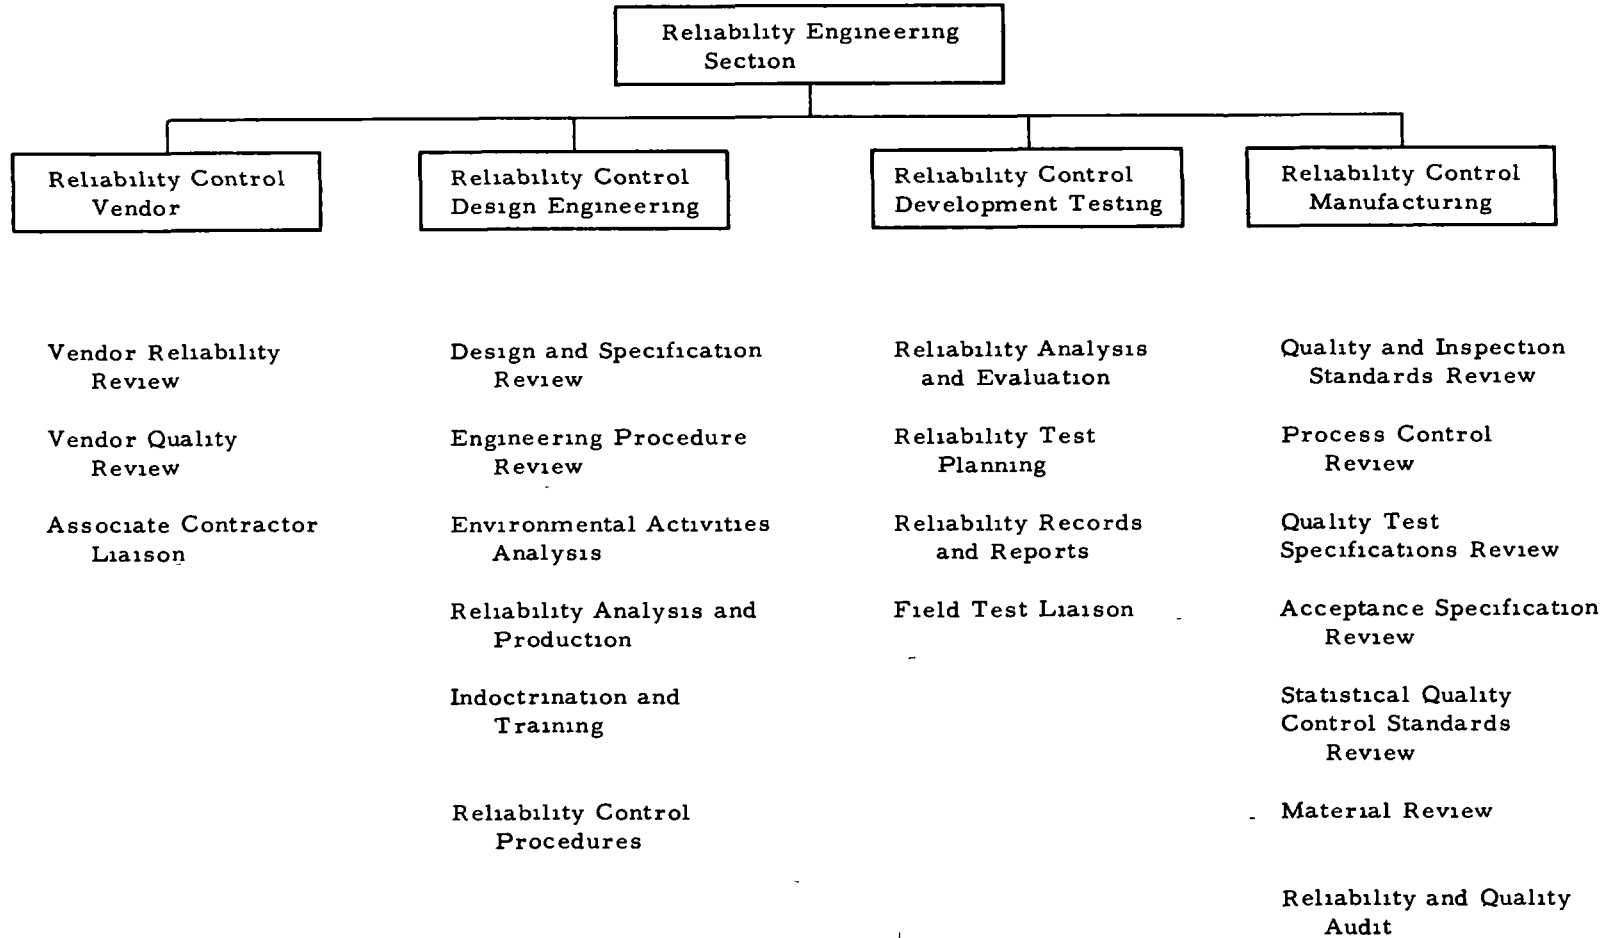 Reliability Engineering
Section
Reliability Control
Vendor
Reliability Control
Design Engineering
Reliability Control
Development Testing
Reliability Control
Manufacturing
Vendor Reliability
Review
Vendor Quality
Review
Associate Contractor
Liaison
Design and Specification
Review
Engineering Procedure
Review
Environmental Activities
Analysis
Reliability Analysis and
Production
Indoctrination and
Training
Reliability Control
Procedures
Reliability Analysis
and Evaluation
Reliability Test
Planning
Reliability Records
and Reports
Field Test Liaison
Quality and Inspection
Standards Review
Process Control
Review
Quality Test
Specifications Review
Acceptance Specification
Review
Statistical Quality
Control Standards
Review
Material Review
Reliability and Quality
Audit